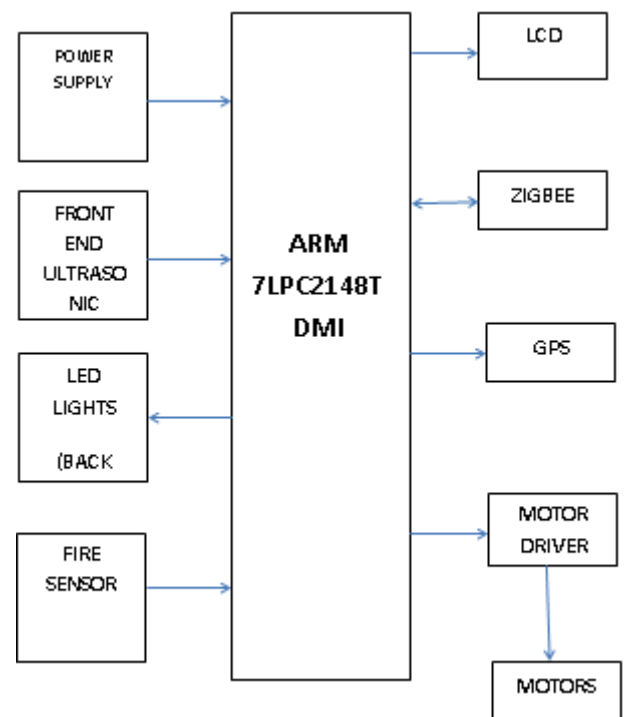 POWER
SUPPLY
FRONT
END
ULTRASO
NIC
LED
LIGHTS
(BACK
FIRE
SENSOR
ARM
7LPC2148T
DMI
LCD
ZIGBEE
GPS
MOTOR
DRIVER
MOTORS